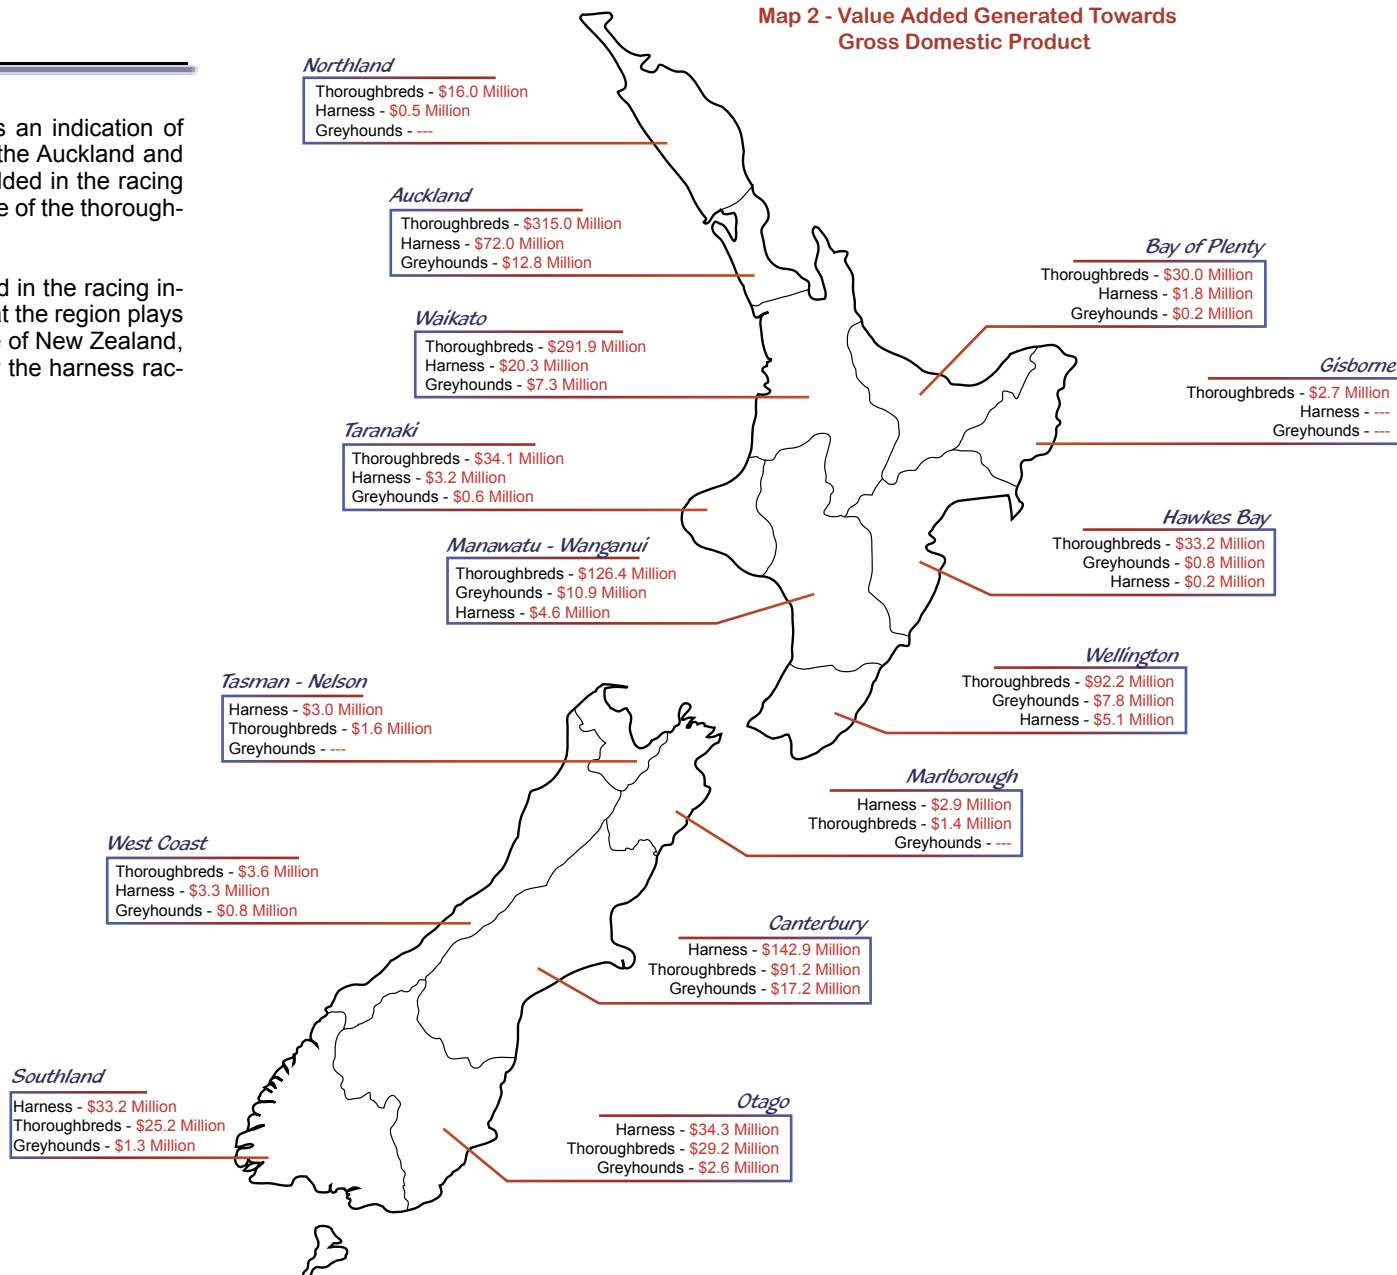 Map 2 - Value Added Generated Towards
Gross Domestic Product
s an indication of
the Auckland and
dded in the racing
e of the thorough-
d in the racing in-
at the region plays
e of New Zealand,
the harness rac-
Northland
Thoroughbreds - $16.0 Million
Harness - $0.5 Million
Greyhounds - ---
Auckland
Thoroughbreds - $315.0 Million
Harness - $72.0 Million
Greyhounds - $12.8 Million
Bay of Plenty
Thoroughbreds - $30.0 Million
Harness - $1.8 Million
Greyhounds - $0.2 Million
Waikato
Thoroughbreds - $291.9 Million
Harness - $20.3 Million
Greyhounds - $7.3 Million
Gisborne
Thoroughbreds - $2.7 Million
Harness - ---
Greyhounds - ---
Taranaki
Thoroughbreds - $34.1 Million
Harness - $3.2 Million
Greyhounds - $0.6 Million
Hawkes Bay
Thoroughbreds - $33.2 Million
Greyhounds - $0.8 Million
Harness - $0.2 Million
Manawatu - Wanganui
Thoroughbreds - $126.4 Million
Greyhounds - $10.9 Million
Harness - $4.6 Million
Wellington
Thoroughbreds - $92.2 Million
Greyhounds - $7.8 Million
Harness - $5.1 Million
Tasman - Nelson
Harness - $3.0 Million
Thoroughbreds - $1.6 Million
Greyhounds - ---
Marlborough
Harness - $2.9 Million
Thoroughbreds - $1.4 Million
Greyhounds - ---
West Coast
Thoroughbreds - $3.6 Million
Harness - $3.3 Million
Greyhounds - $0.8 Million
Canterbury
Harness - $142.9 Million
Thoroughbreds - $91.2 Million
Greyhounds - $17.2 Million
Southland
Harness - $33.2 Million
Thoroughbreds - $25.2 Million
Greyhounds - $1.3 Million
Otago
Harness - $34.3 Million
Thoroughbreds - $29.2 Million
Greyhounds - $2.6 Million